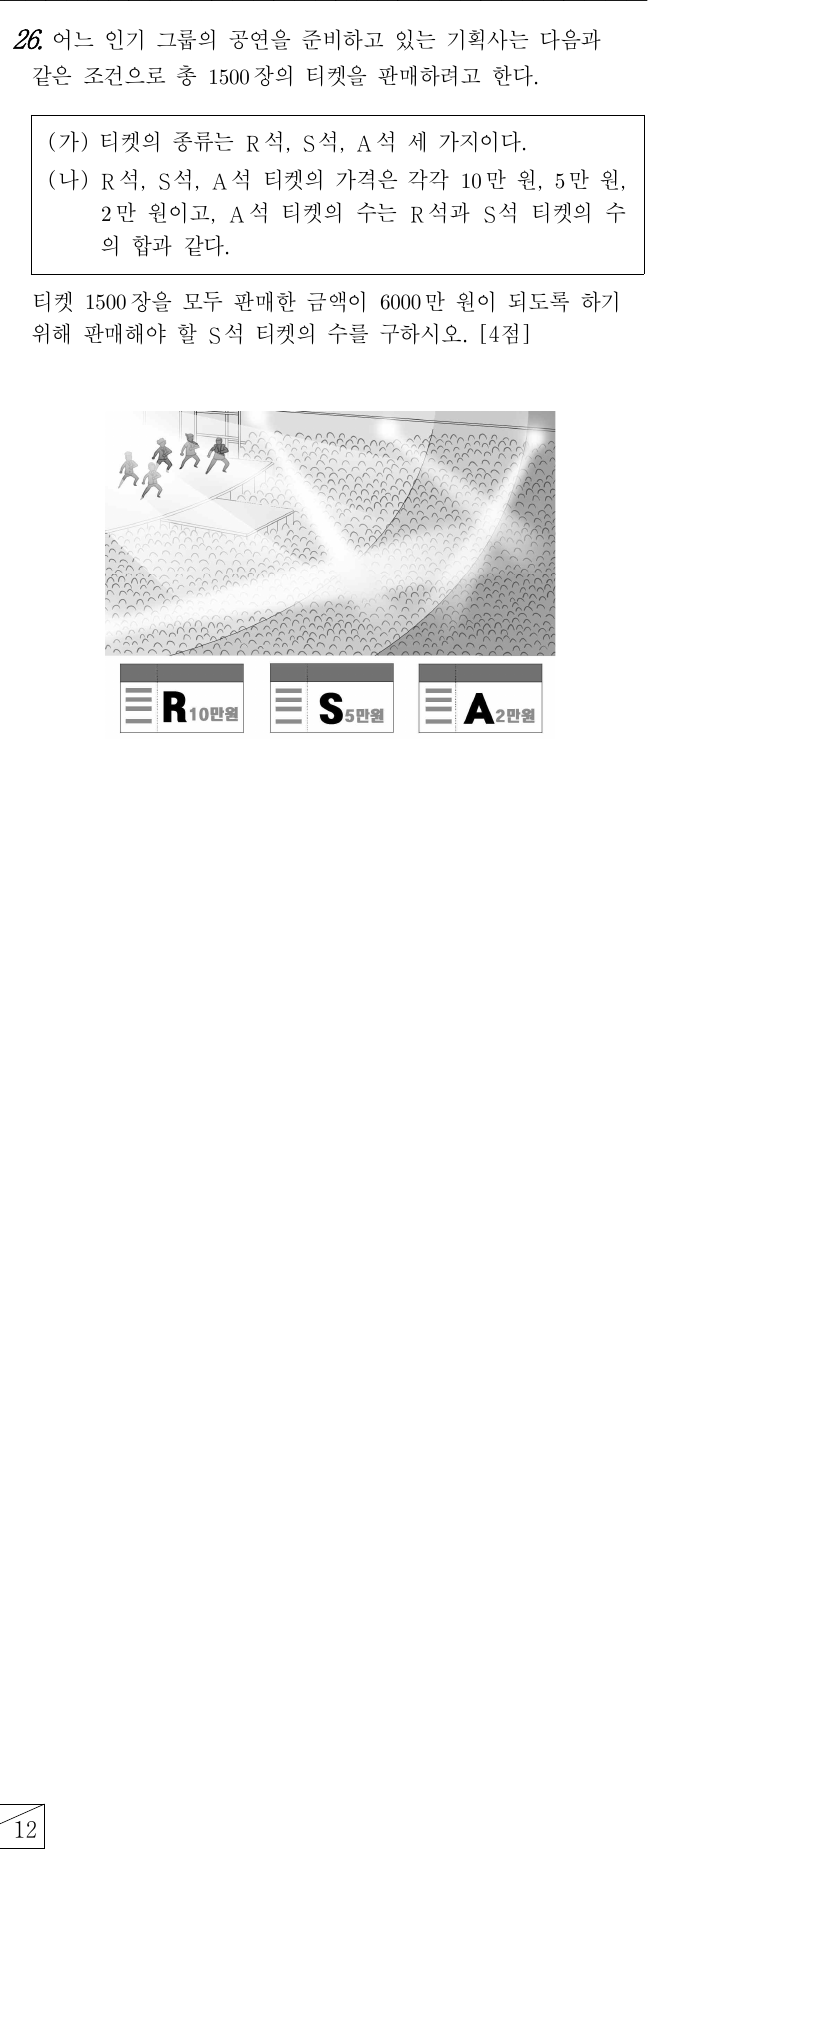 26. 어느 인기 그룹의 공연을 준비하고 있는 기획사는 다음과
같은 조건으로 총 1500장의 티켓을 판매하려고 한다.
(가) 티켓의 종류는 R석, S석, A석 세 가지이다.
(나) R석, S석, A석 티켓의 가격은 각각 10만 원, 5만 원,
2만 원이고, A석 티켓의 수는 R석과 S석 티켓의 수
의 합과 같다.
티켓 1500장을 모두 판매한 금액이 6000만 원이 되도록 하기
위해 판매해야 할 S석 티켓의 수를 구하시오. [4점]
R 10만원 S 5만원 A 2만원
12